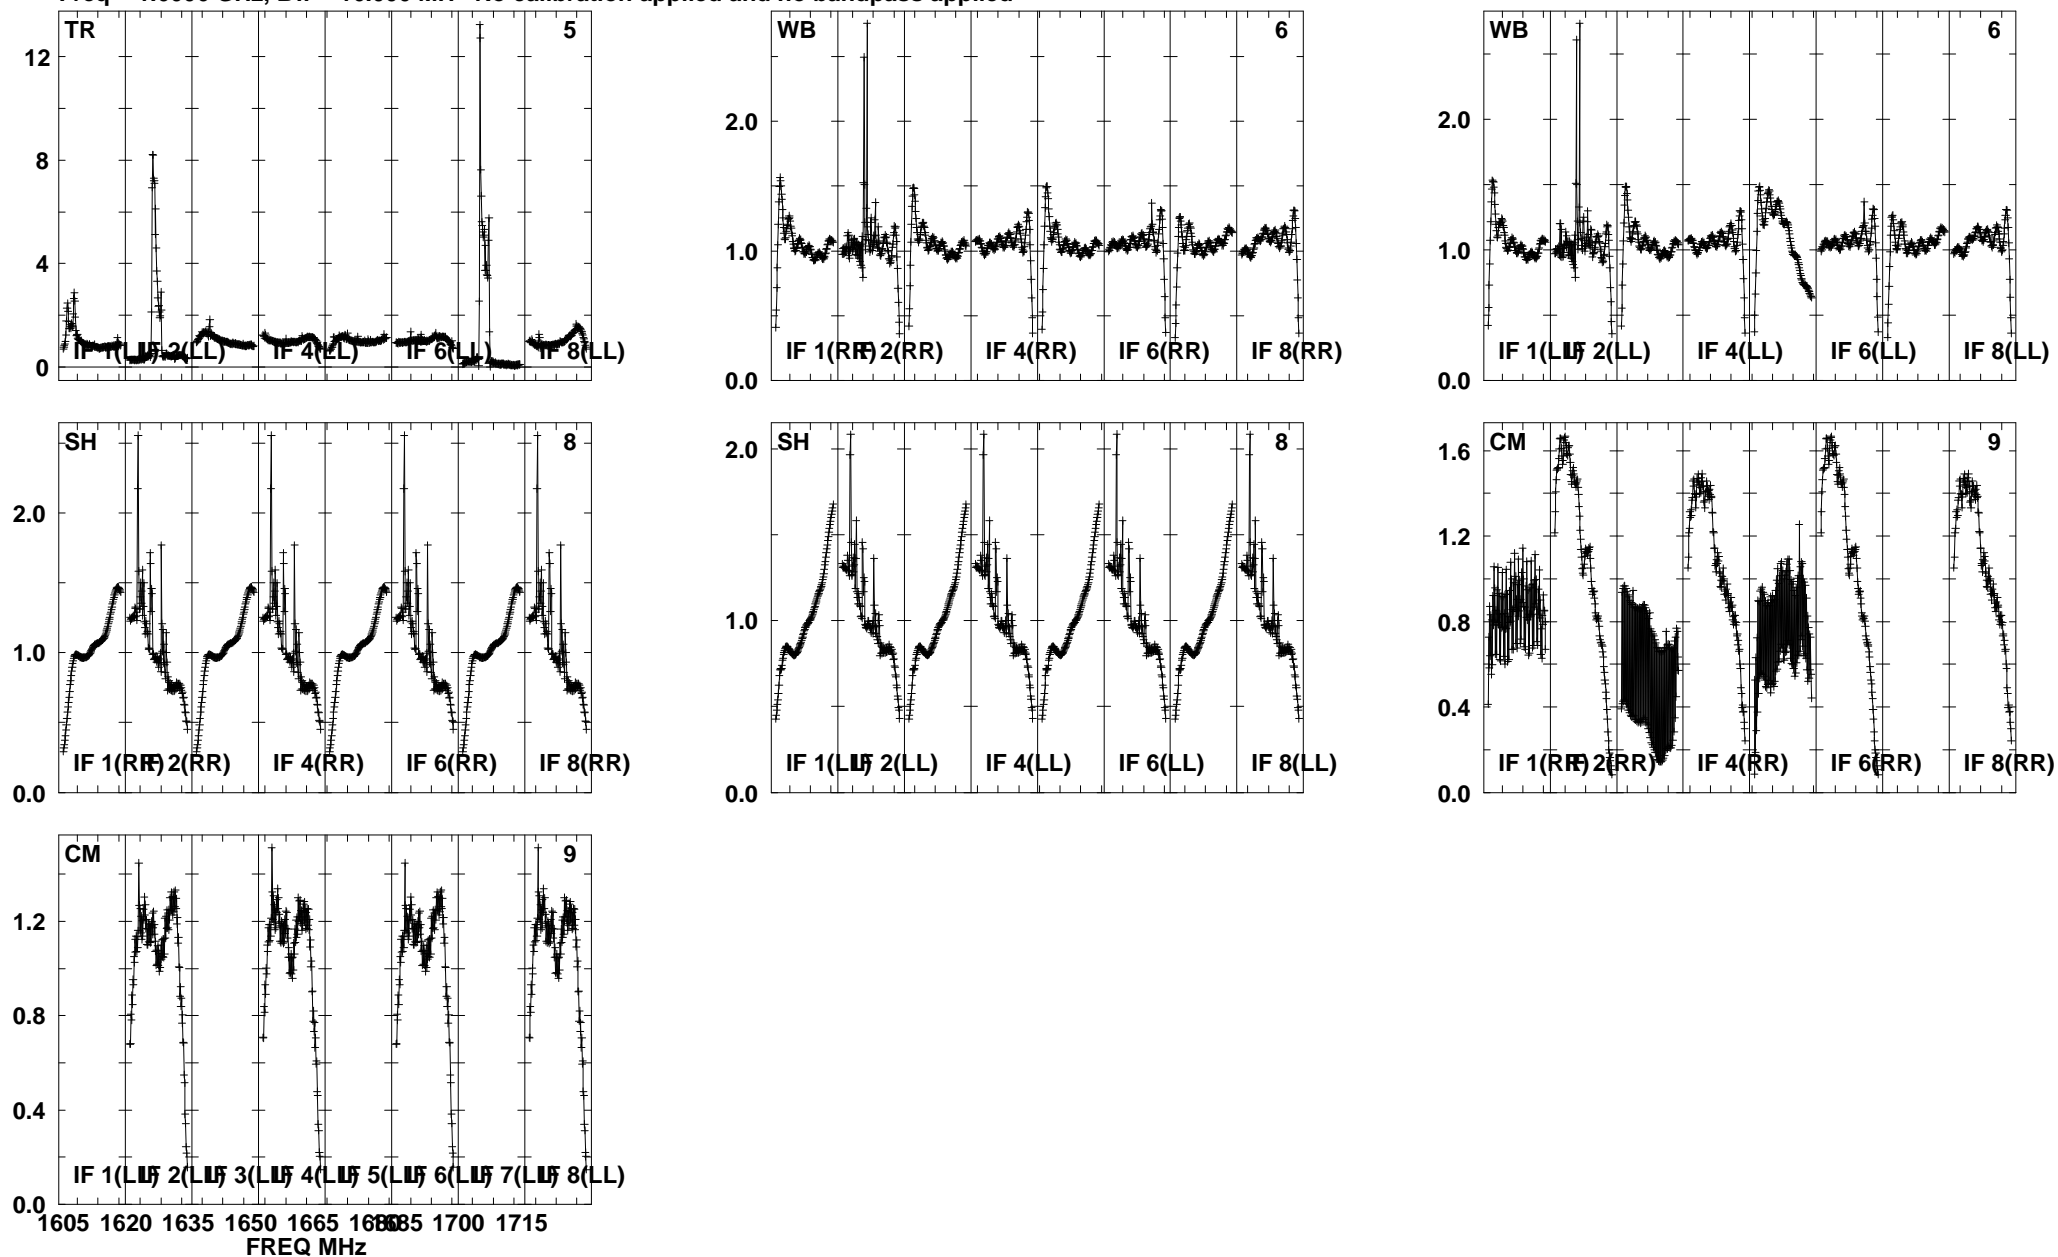 TR 5
12
8
4
0
IF 1(LL) IF 2(LL) IF 4(LL) IF 6(LL) IF 8(LL)
WB 6
2.0
1.0
0.0
IF 1(RR) IF 2(RR) IF 4(RR) IF 6(RR) IF 8(RR)
WB 6
2.0
1.0
0.0
IF 1(LL) IF 2(LL) IF 4(LL) IF 6(LL) IF 8(LL)
SH 8
2.0
1.0
0.0
IF 1(RR) IF 2(RR) IF 4(RR) IF 6(RR) IF 8(RR)
SH 8
2.0
1.0
0.0
IF 1(LL) IF 2(LL) IF 4(LL) IF 6(LL) IF 8(LL)
CM 9
1.6
1.2
0.8
0.4
0.0
IF 1(RR) IF 2(RR) IF 4(RR) IF 6(RR) IF 8(RR)
CM 9
1.2
0.8
0.4
0.0
IF 1(LL) IF 2(LL) IF 3(LL) IF 4(LL) IF 5(LL) IF 6(LL) IF 7(LL) IF 8(LL)
1605 1620 1635 1650 1665 1680 1685 1700 1715
FREQ MHz